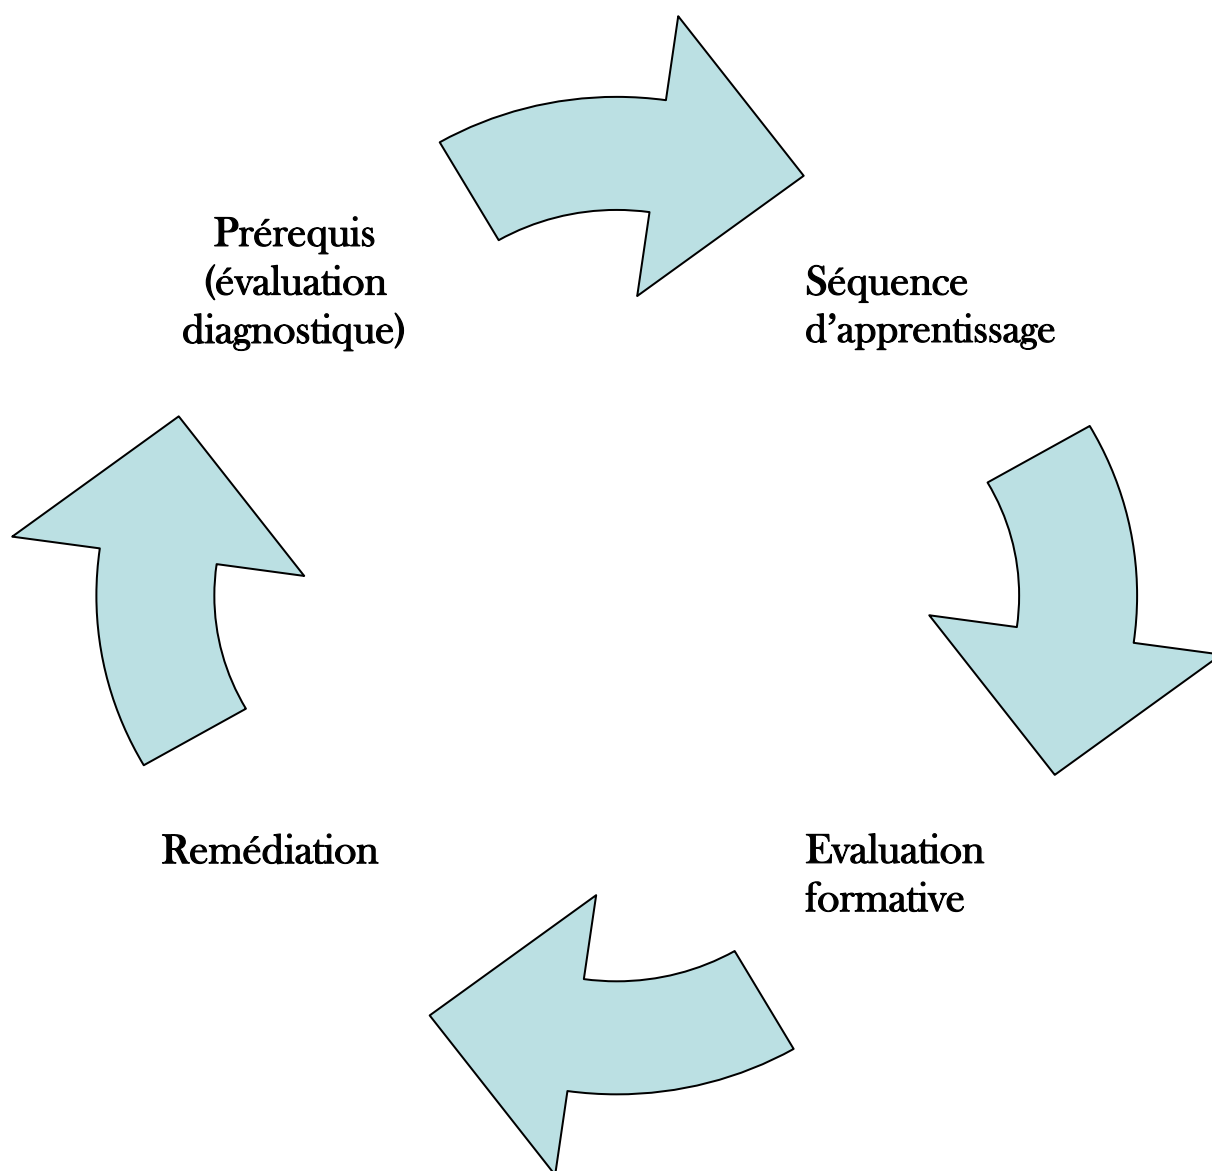 Prérequis
(évaluation
diagnostique)
Séquence
d’apprentissage
Remédiation
Evaluation
formative